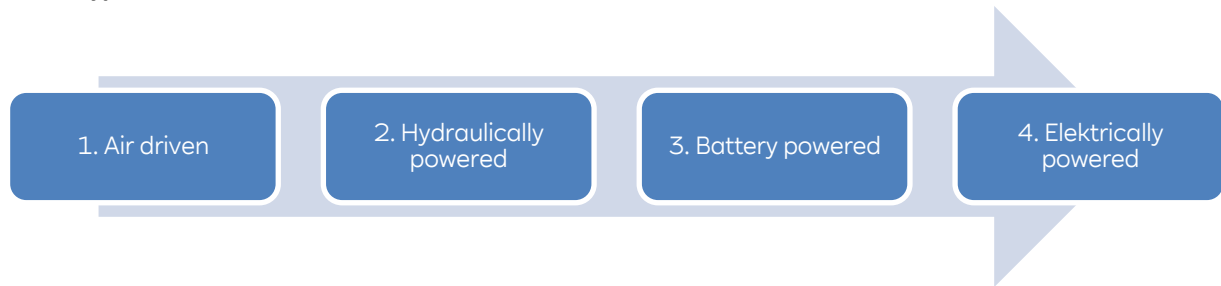 1. Air driven
2. Hydraulically
powered
3. Battery powered
4. Elektrically
powered